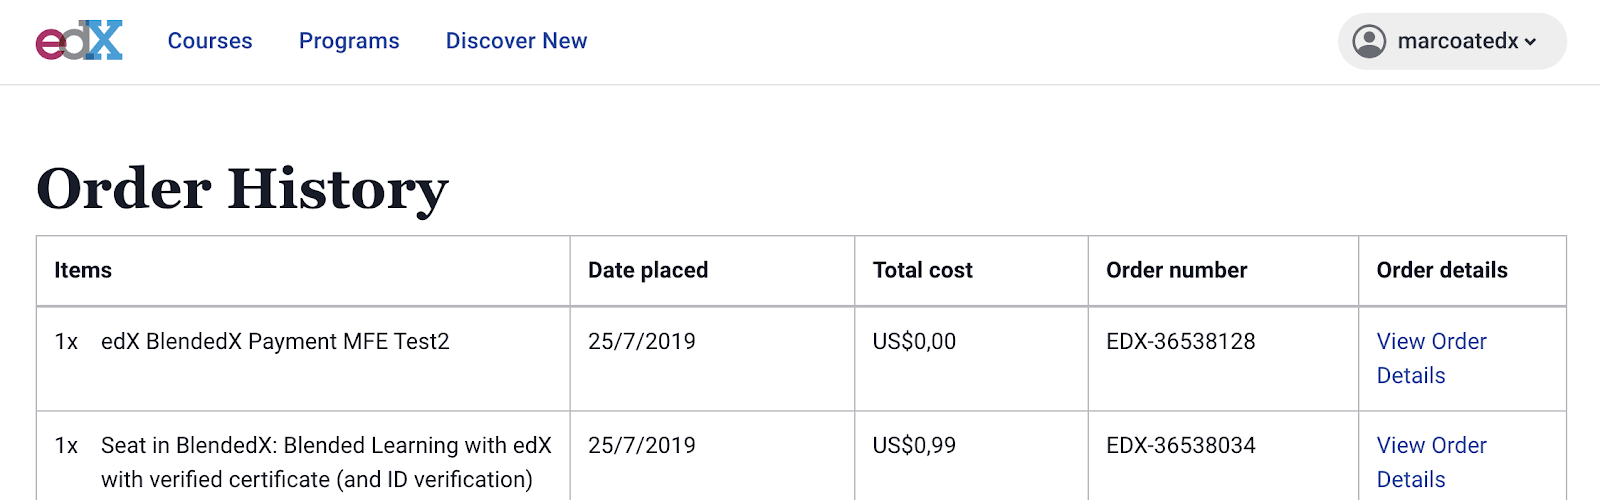 edX Courses Programs Discover New marcoatedx
Order History
Items Date placed Total cost Order number Order details
1x edX BlendedX Payment MFE Test2 25/7/2019 US$0,00 EDX-36538128 View Order
Details
1x Seat in BlendedX: Blended Learning with edX 25/7/2019 US$0,99 EDX-36538034 View Order
with verified certificate (and ID verification) Details